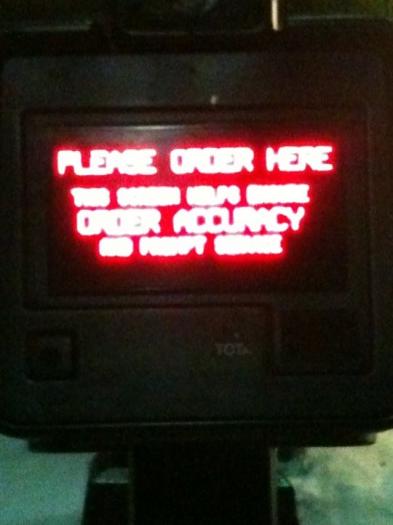 PLEASE ORDER HERE
THIS SCREEN HELPS ENSURE
ORDER ACCURACY
AND PROMPT SERVICE